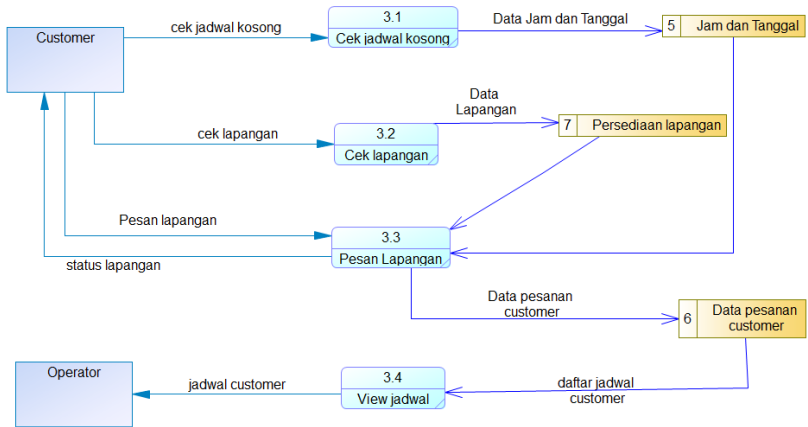 Customer
cek jadwal kosong
3.1
Cek jadwal kosong
Data Jam dan Tanggal
5
Jam dan Tanggal
cek lapangan
3.2
Cek lapangan
Data
Lapangan
7
Persediaan lapangan
Pesan lapangan
3.3
Pesan Lapangan
status lapangan
Data pesanan
customer
6
Data pesanan
customer
Operator
jadwal customer
3.4
View jadwal
daftar jadwal
customer